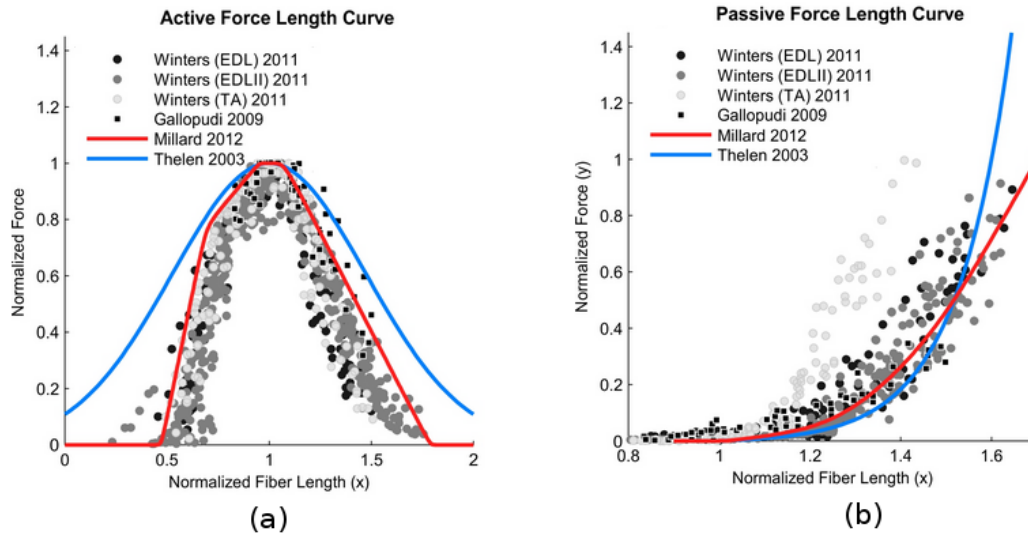 Active Force Length Curve
1.4
1.2
1
0.8
0.6
0.4
0.2
0
Normalized Force
Winters (EDL) 2011
Winters (EDLII) 2011
Winters (TA) 2011
Gallopudi 2009
Millard 2012
Thelen 2003
0 0.5 1 1.5 2
Normalized Fiber Length (x)
(a)
Passive Force Length Curve
1.4
1.2
1
0.8
0.6
0.4
0.2
0
Normalized Force (y)
Winters (EDL) 2011
Winters (EDLII) 2011
Winters (TA) 2011
Gallopudi 2009
Millard 2012
Thelen 2003
0.8 1 1.2 1.4 1.6
Normalized Fiber Length (x)
(b)